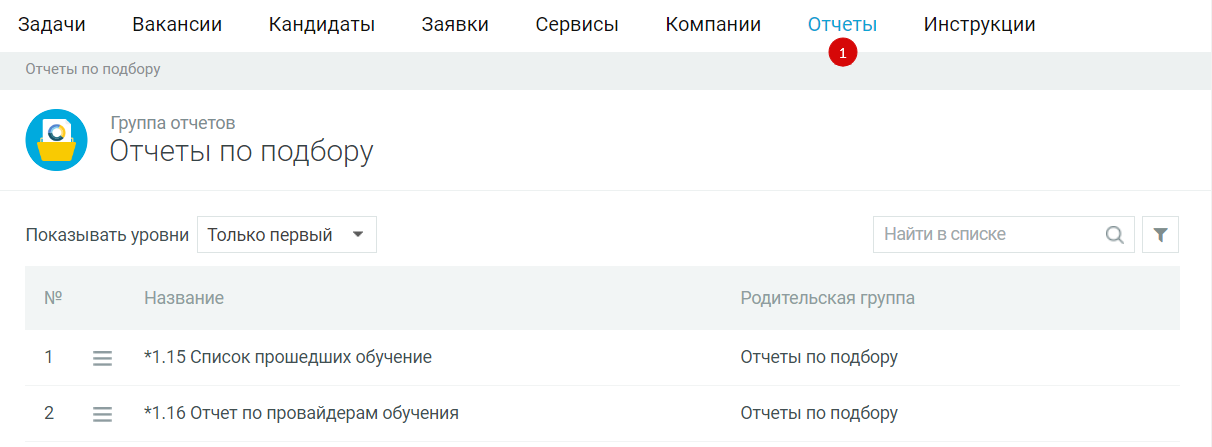 Задачи Вакансии Кандидаты Заявки Сервисы Компании Отчеты Инструкции
1
Отчеты по подбору
Группа отчетов
Отчеты по подбору
Показывать уровни Только первый Найти в списке
№ Название Родительская группа
1 *1.15 Список прошедших обучение Отчеты по подбору
2 *1.16 Отчет по провайдерам обучения Отчеты по подбору